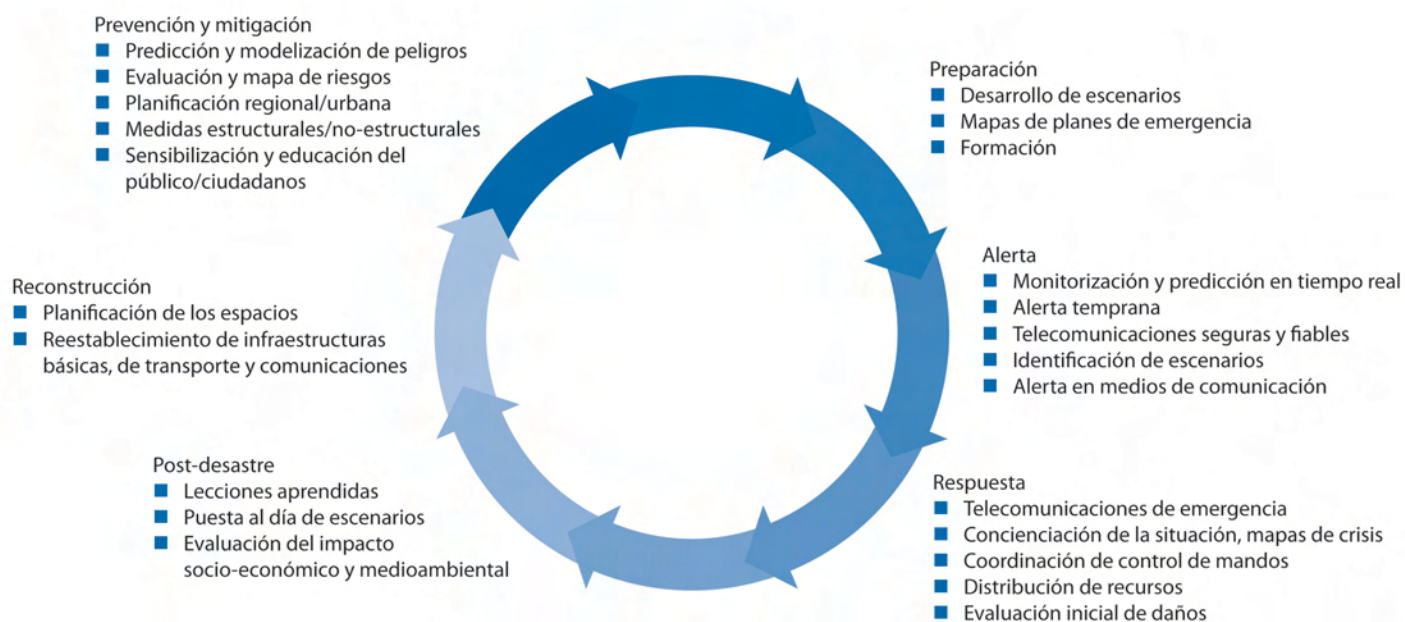 Prevención y mitigación
Predicción y modelización de peligros
Evaluación y mapa de riesgos
Planificación regional/urbana
Medidas estructurales/no-estructurales
Sensibilización y educación del
público/ciudadanos
Preparación
Desarrollo de escenarios
Mapas de planes de emergencia
Formación
Alerta
Monitorización y predicción en tiempo real
Alerta temprana
Telecomunicaciones seguras y fiables
Identificación de escenarios
Alerta en medios de comunicación
Respuesta
Telecomunicaciones de emergencia
Concienciación de la situación, mapas de crisis
Coordinación de control de mandos
Distribución de recursos
Evaluación inicial de daños
Post-desastre
Lecciones aprendidas
Puesta al día de escenarios
Evaluación del impacto
socio-económico y medioambiental
Reconstrucción
Planificación de los espacios
Reestablecimiento de infraestructuras
básicas, de transporte y comunicaciones